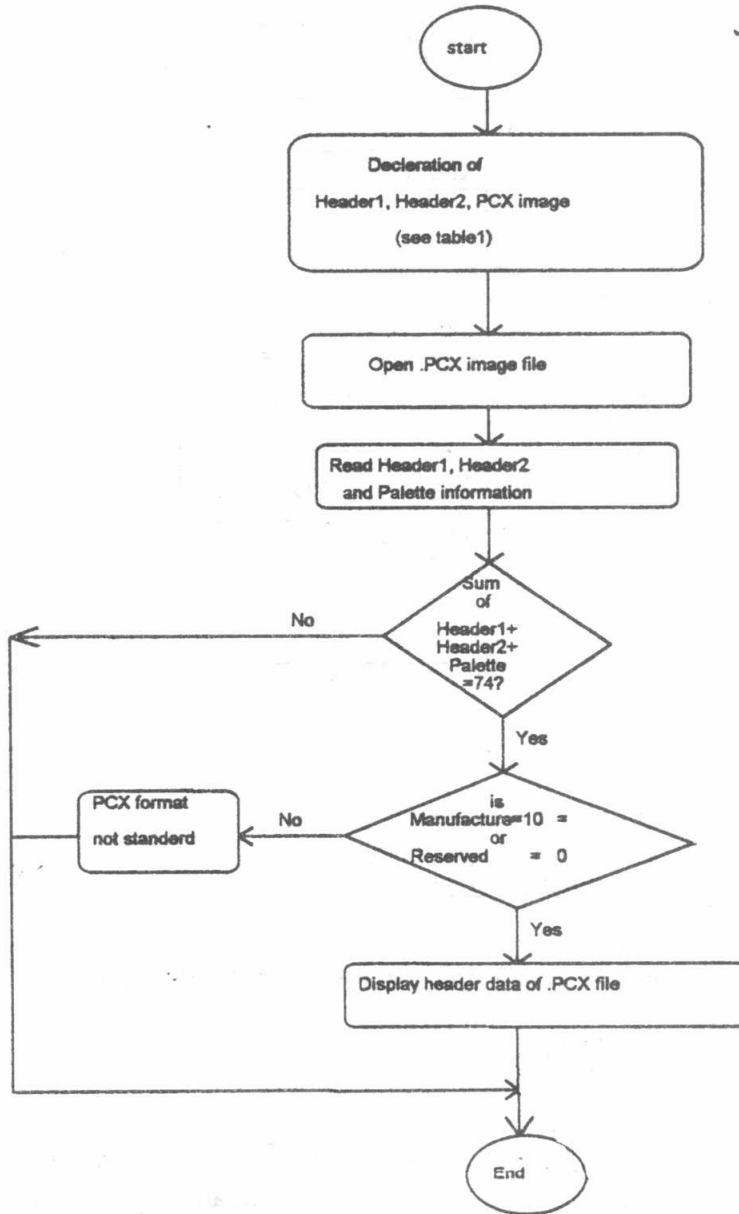 start
Decleration of
Header1, Header2, PCX image
(see table1)
Open .PCX image file
Read Header1, Header2
and Palette information
Sum
of
Header1+
Header2+
Palette
=74?
No
Yes
is
Manufacture=10 =
or
Reserved = 0
No
PCX format
not standerd
Yes
Display header data of .PCX file
End